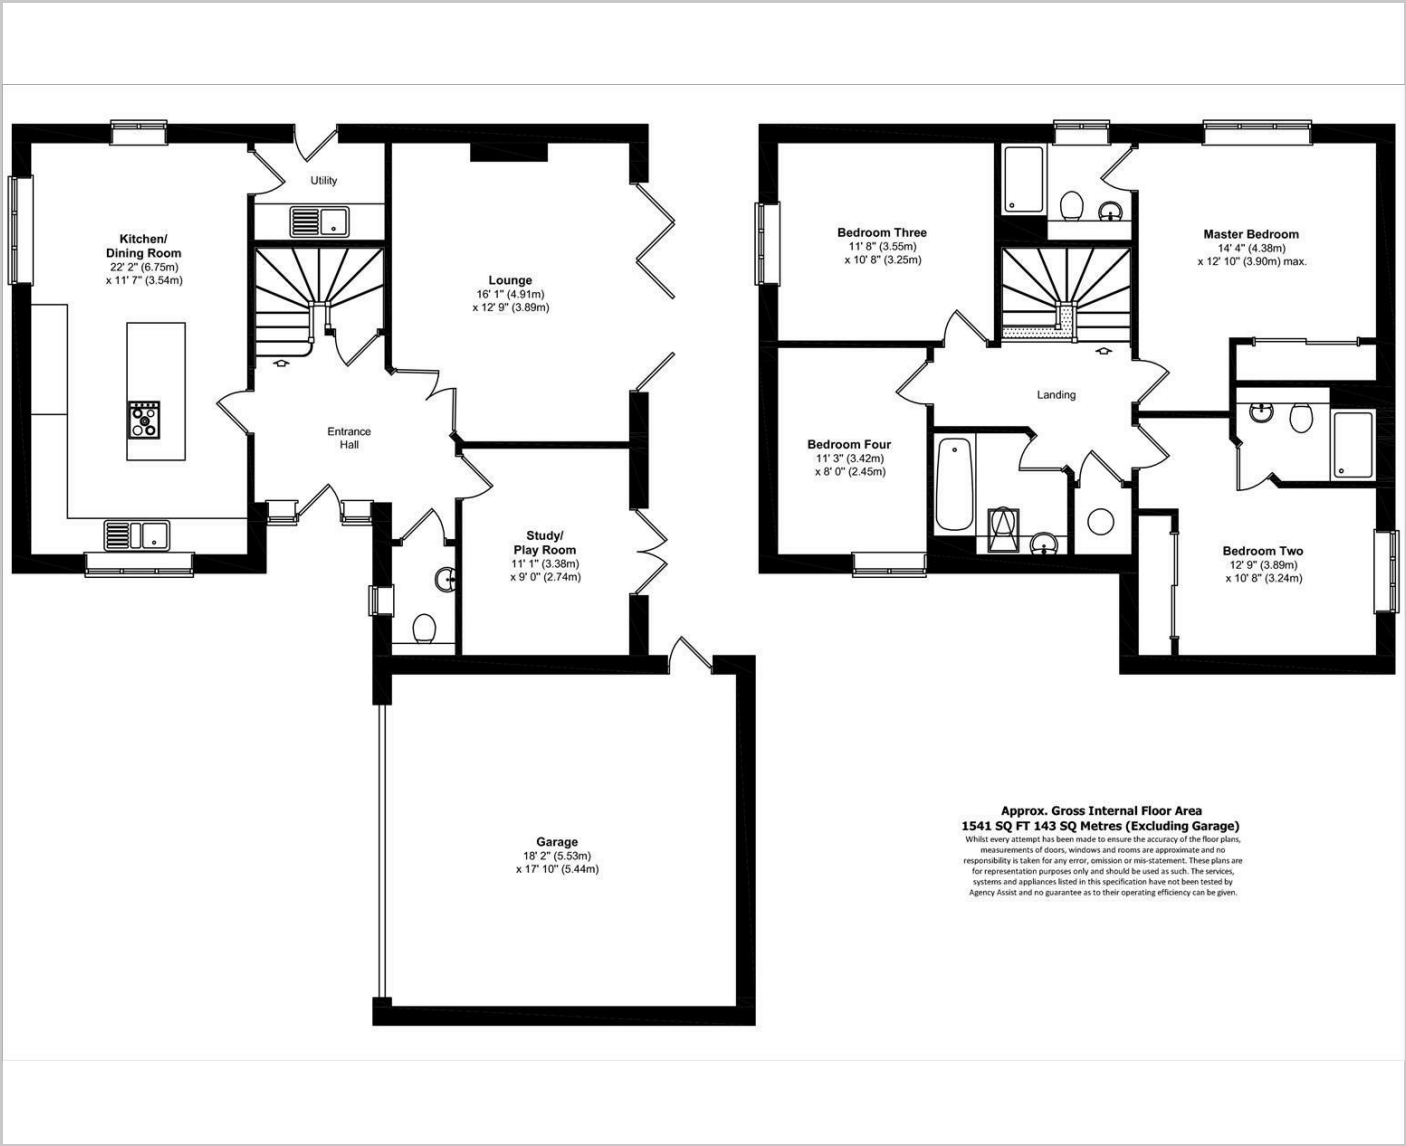 Kitchen/
Dining Room
22' 2" (6.75m)
x 11' 7" (3.54m)
Utility
Lounge
16' 1" (4.91m)
x 12' 9" (3.89m)
Entrance
Hall
Study/
Play Room
11' 1" (3.38m)
x 9' 0" (2.74m)
Garage
18' 2" (5.53m)
x 17' 10" (5.44m)
Bedroom Three
11' 8" (3.55m)
x 10' 8" (3.25m)
Master Bedroom
14' 4" (4.38m)
x 12' 10" (3.90m) max.
Landing
Bedroom Four
11' 3" (3.42m)
x 8' 0" (2.45m)
Bedroom Two
12' 9" (3.89m)
x 10' 8" (3.24m)
Approx. Gross Internal Floor Area
1541 SQ FT 143 SQ Metres (Excluding Garage)
Whilst every attempt has been made to ensure the accuracy of the floor plans,
measurements of doors, windows and rooms are approximate and no
responsibility is taken for any error, omission or mis-statement. These plans are
for representation purposes only and should be used as such. The services,
systems and appliances listed in this specification have not been tested by
Agency Assist and no guarantee as to their operating efficiency can be given.